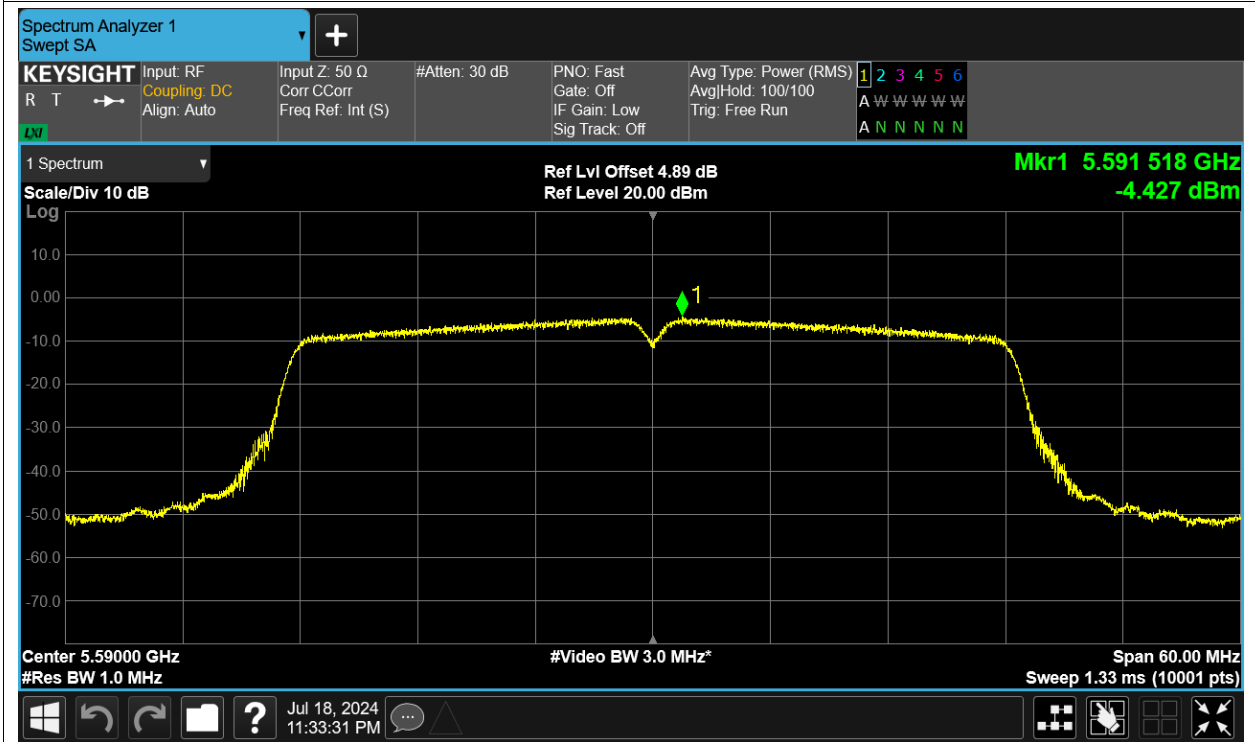 Spectrum Analyzer 1
Swept SA
+
KEYSIGHT
R T
LXI
Input: RF
Coupling: DC
Align: Auto
Input Z: 50 Ω
Corr CCorr
Freq Ref: Int (S)
#Atten: 30 dB
PNO: Fast
Gate: Off
IF Gain: Low
Sig Track: Off
Avg Type: Power (RMS)
Avg|Hold: 100/100
Trig: Free Run
1 2 3 4 5 6
A W W W W W
A N N N N N
1 Spectrum
Scale/Div 10 dB
Log
Ref Lvl Offset 4.89 dB
Ref Level 20.00 dBm
Mkr1 5.591 518 GHz
-4.427 dBm
10.0
0.00
-10.0
-20.0
-30.0
-40.0
-50.0
-60.0
-70.0
1
Center 5.59000 GHz
#Res BW 1.0 MHz
#Video BW 3.0 MHz*
Span 60.00 MHz
Sweep 1.33 ms (10001 pts)
?
Jul 18, 2024
11:33:31 PM